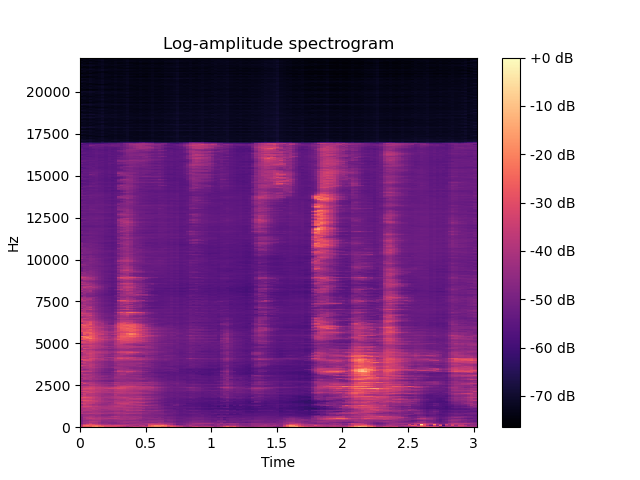 Log-amplitude spectrogram
20000
17500
15000
12500
10000
7500
5000
2500
0
Hz
0 0.5 1 1.5 2 2.5 3
Time
+0 dB
-10 dB
-20 dB
-30 dB
-40 dB
-50 dB
-60 dB
-70 dB